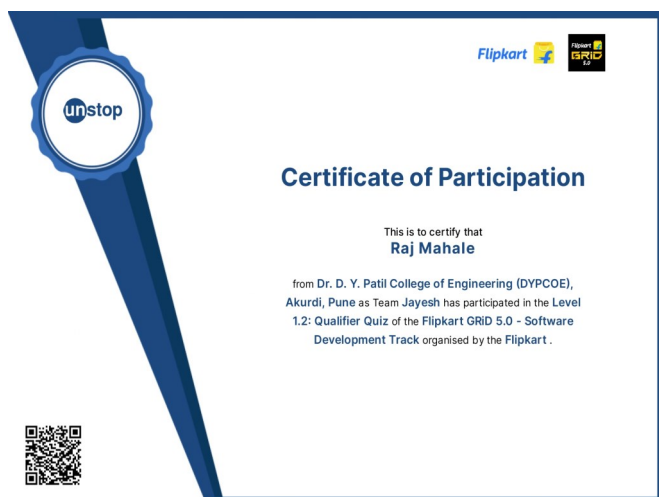 Flipkart
Flipkart
GRiD
5.0
unstop
Certificate of Participation
This is to certify that
Raj Mahale
from Dr. D. Y. Patil College of Engineering (DYPCOE),
Akurdi, Pune as Team Jayesh has participated in the Level
1.2: Qualifier Quiz of the Flipkart GRiD 5.0 - Software
Development Track organised by the Flipkart .